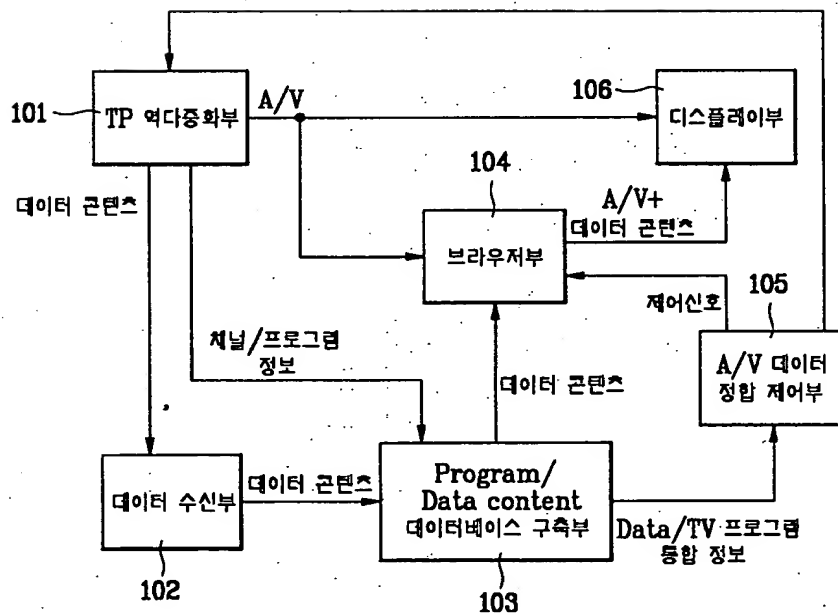 101
TP 역다중화부
A/V
106
디스플레이부
데이터 콘텐츠
104
브라우저부
A/V+
데이터 콘텐츠
105
제어신호
A/V 데이터
정합 제어부
채널/프로그램
정보
데이터 콘텐츠
데이터 수신부
102
데이터 콘텐츠
Program/
Data content
데이터베이스 구축부
103
Data/TV 프로그램
통합 정보